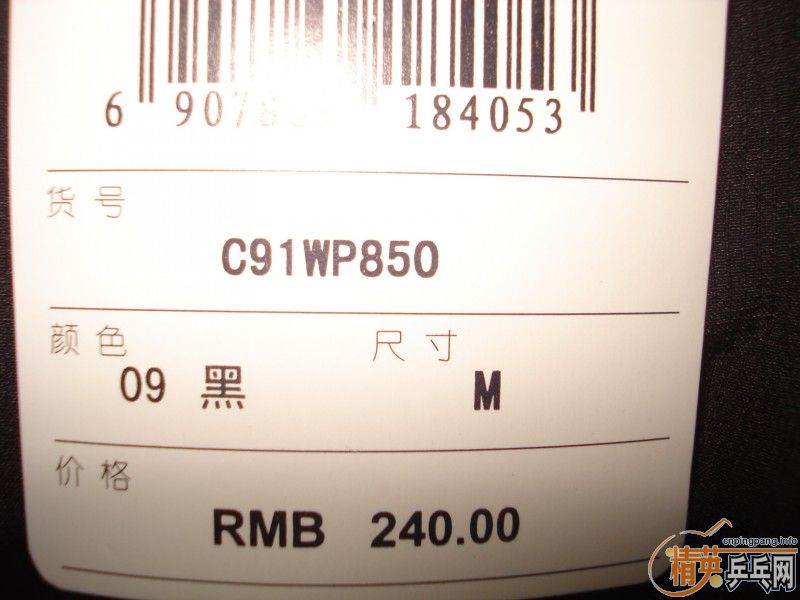 6 907 184053
货号
C91WP850
颜色 尺寸
09 黑 M
价格
RMB 240.00
cnpingpang.info
精英乒乓网